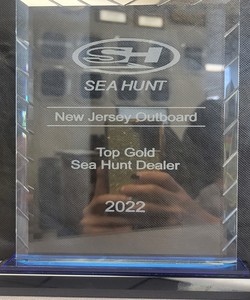 SH
SEA HUNT
New Jersey Outboard
Top Gold
Sea Hunt Dealer
2022